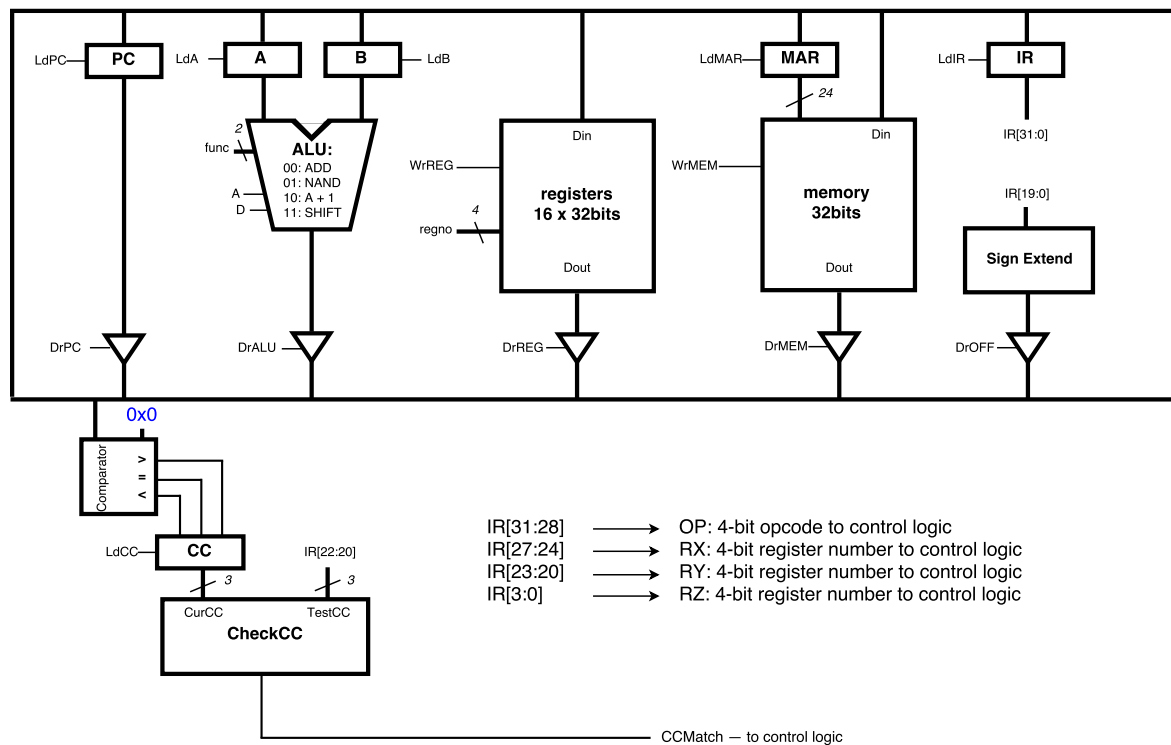 LdPC
PC
LdA
A
B
LdB
LdMAR
MAR
LdIR
IR
24
2
func
ALU:
00: ADD
01: NAND
10: A + 1
11: SHIFT
A
D
Din
WrREG
registers
16 x 32bits
4
regno
Dout
Din
WrMEM
memory
32bits
Dout
IR[31:0]
IR[19:0]
Sign Extend
DrPC
DrALU
DrREG
DrMEM
DrOFF
0x0
Comparator
>
=
<
LdCC
CC
IR[22:20]
3
3
CurCC
TestCC
CheckCC
IR[31:28] OP: 4-bit opcode to control logic
IR[27:24] RX: 4-bit register number to control logic
IR[23:20] RY: 4-bit register number to control logic
IR[3:0] RZ: 4-bit register number to control logic
CCMatch — to control logic